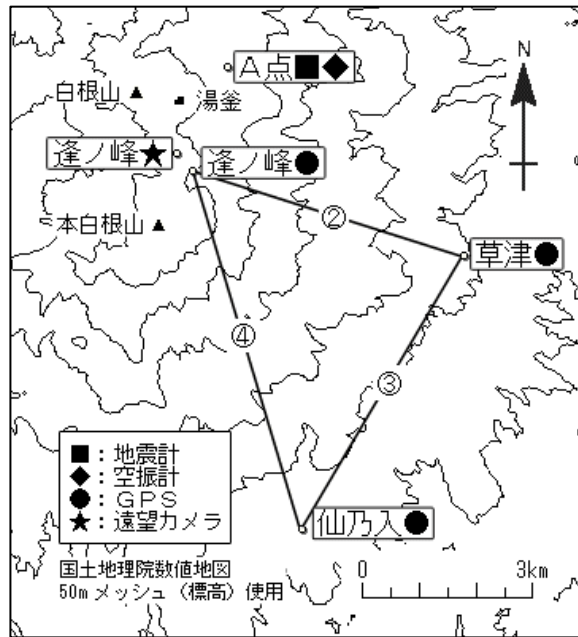 N
A点■◆
白根山▲
湯釜
逢ノ峰★
逢ノ峰●
本白根山▲
②
草津●
④
③
■：地震計
◆：空振計
●：GPS
★：遠望カメラ
仙乃入●
国土地理院数値地図
50mメッシュ（標高）使用
0 3km